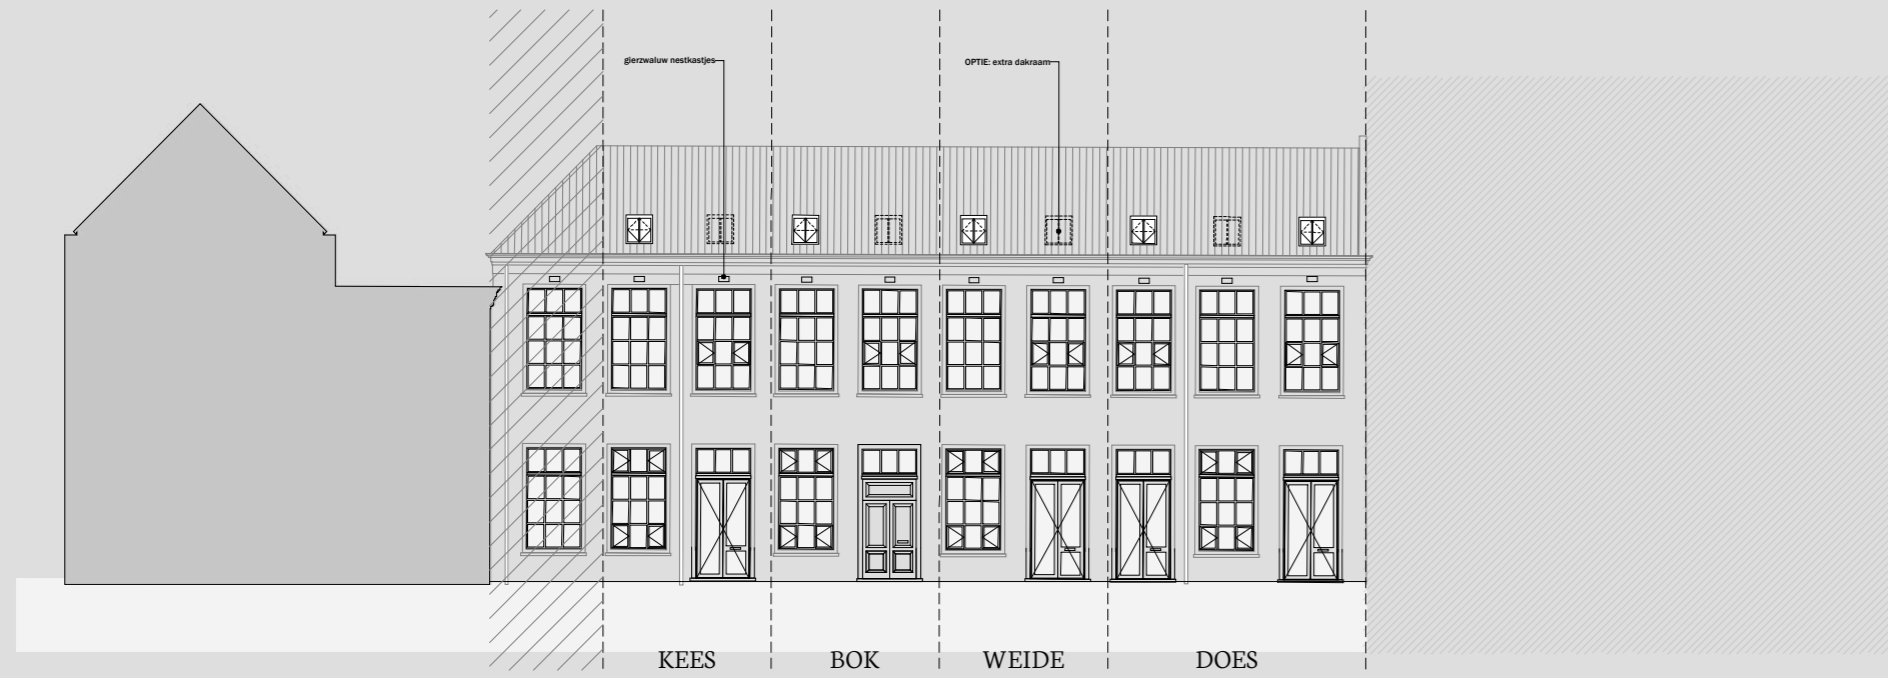 gierzwaluw nestkastjes
OPTIE: extra dakraam
KEES
BOK
WEIDE
DOES